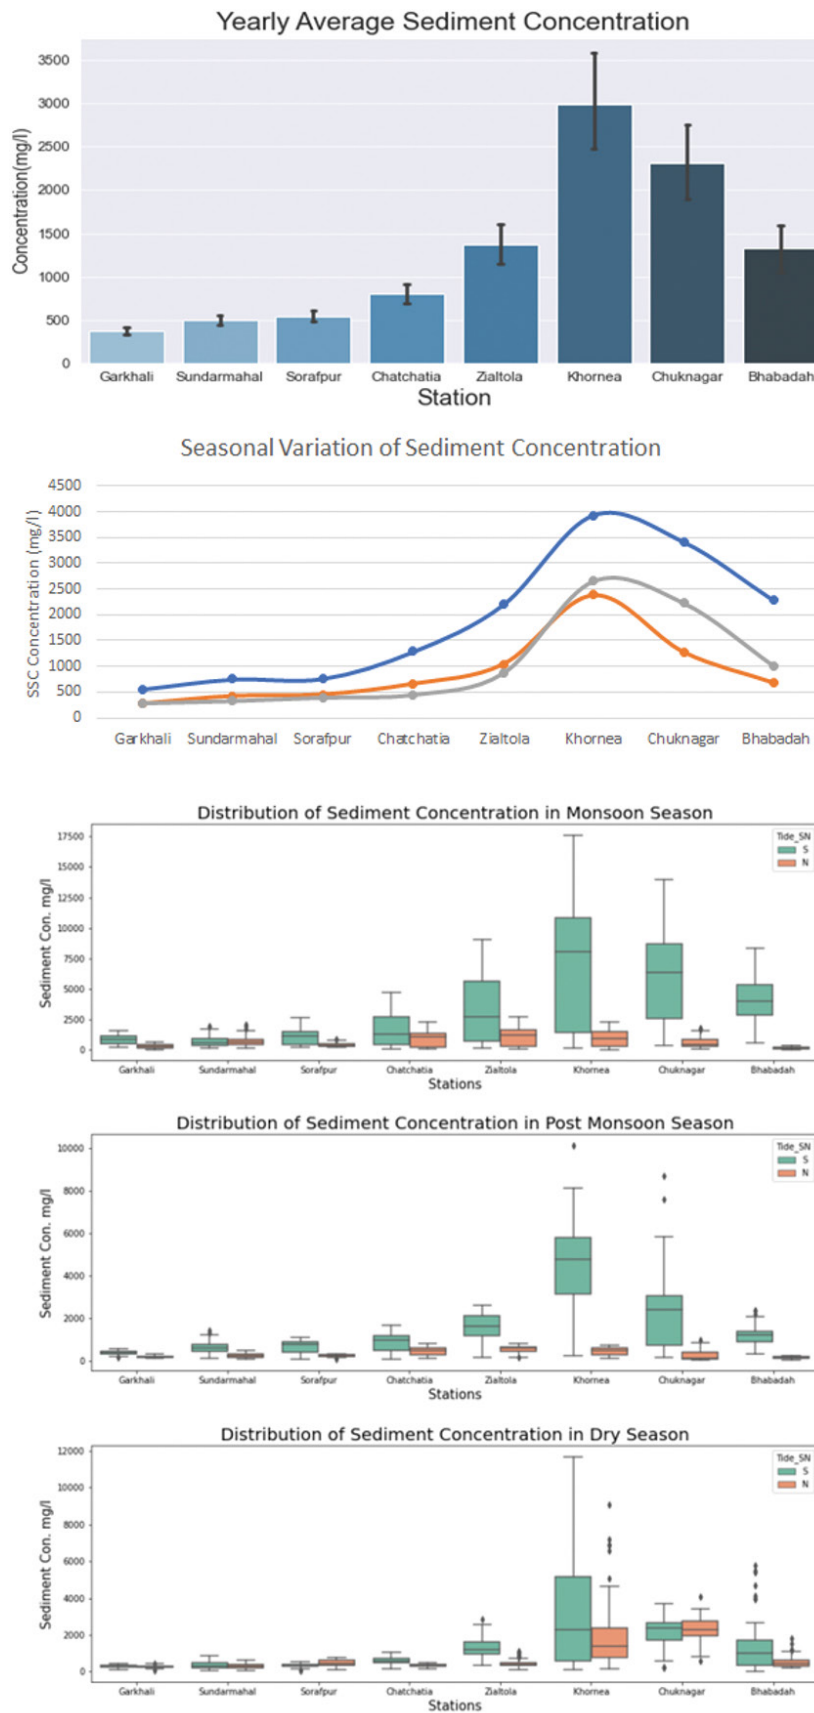 Yearly Average Sediment Concentration
Concentration(mg/l)
3500
3000
2500
2000
1500
1000
500
0
Garkhali Sundarmahal Sorafpur Chatchatia Zialtola Khornea Chuknagar Bhabadah
Station
Seasonal Variation of Sediment Concentration
SSC Concentration (mg/l)
4500
4000
3500
3000
2500
2000
1500
1000
500
0
Garkhali Sundarmahal Sorafpur Chatchatia Zialtola Khornea Chuknagar Bhabadah
Distribution of Sediment Concentration in Monsoon Season
Sediment Con. mg/l
17500
15000
12500
10000
7500
5000
2500
0
Tide_SN
S
N
Garkhali Sundarmahal Sorafpur Chatchatia Zialtola Khornea Chuknagar Bhabadah
Stations
Distribution of Sediment Concentration in Post Monsoon Season
Sediment Con. mg/l
10000
8000
6000
4000
2000
0
Tide_SN
S
N
Garkhali Sundarmahal Sorafpur Chatchatia Zialtola Khornea Chuknagar Bhabadah
Stations
Distribution of Sediment Concentration in Dry Season
Sediment Con. mg/l
12000
10000
8000
6000
4000
2000
0
Tide_SN
S
N
Garkhali Sundarmahal Sorafpur Chatchatia Zialtola Khornea Chuknagar Bhabadah
Stations